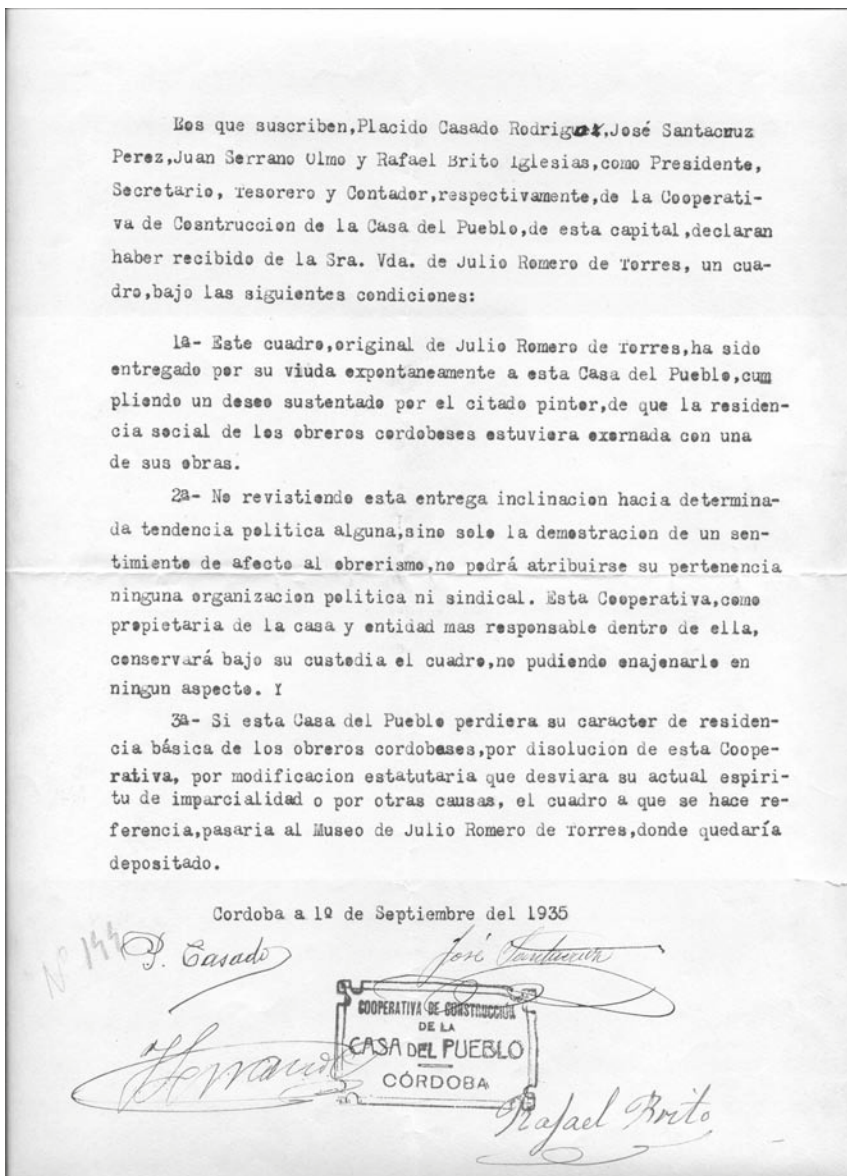 Los que suscriben,Placido Casado Rodriguez,José Santacruz
Perez,Juan Serrano Olmo y Rafael Brito Iglesias,como Presidente,
Secretario, Tesorero y Contador,respectivamente,de la Cooperati-
va de Cosntruccion de la Casa del Pueblo,de esta capital,declaran
haber recibido de la Sra. Vda. de Julio Romero de Torres, un cua-
dro,bajo las siguientes condiciones:
1a- Este cuadro,original de Julio Romero de Torres,ha sido
entregado por su viuda expontaneamente a esta Casa del Pueblo,cum
pliendo un deseo sustentado por el citado pintor,de que la residen-
cia social de los obreros cordobeses estuviera exornada con una
de sus obras.
2a- No revistiendo esta entrega inclinacion hacia determina-
da tendencia politica alguna,sino solo la demostracion de un sen-
timiento de afecto al obrerismo,no podrá atribuirse su pertenencia
ninguna organizacion politica ni sindical. Esta Cooperativa,como
propietaria de la casa y entidad mas responsable dentro de ella,
conservará bajo su custodia el cuadro,no pudiendo enajenarlo en
ningun aspecto. Y
3a- Si esta Casa del Pueblo perdiera su caracter de residen-
cia básica de los obreros cordobeses,por disolucion de esta Coope-
rativa, por modificacion estatutaria que desviara su actual espiri-
tu de imparcialidad o por otras causas, el cuadro a que se hace re-
ferencia,pasaria al Museo de Julio Romero de Torres,donde quedaría
depositado.
Cordoba a 1º de Septiembre del 1935
Nº
P. Casado
José Santacruz
COOPERATIVA DE CONSTRUCCIÓN
DE LA
CASA DEL PUEBLO
CÓRDOBA
Rafael Brito